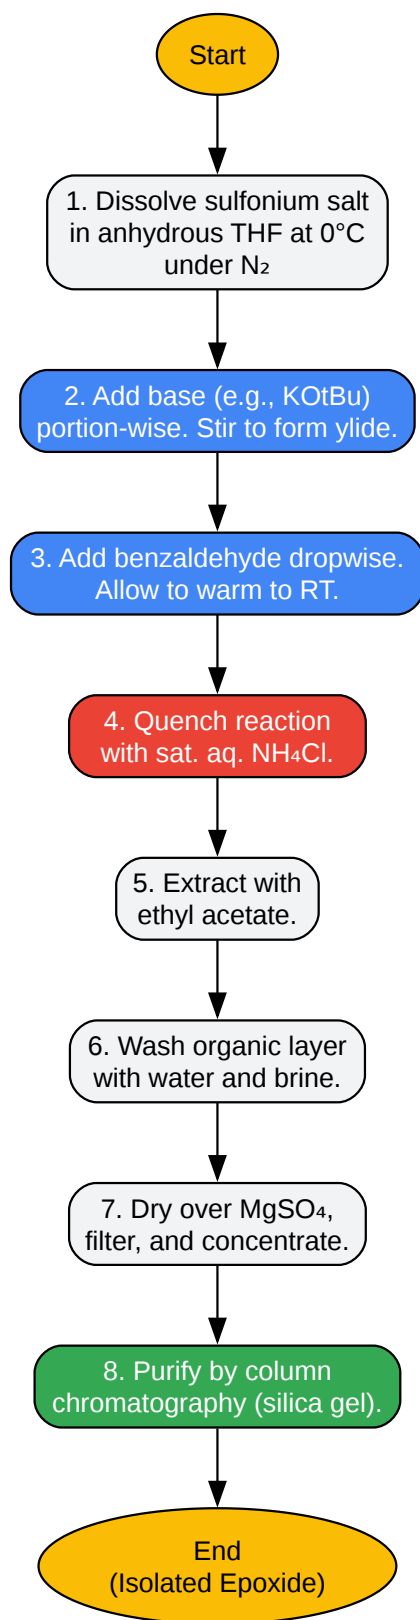 Start
1. Dissolve sulfonium salt
in anhydrous THF at 0°C
under N₂
2. Add base (e.g., KOtBu)
portion-wise. Stir to form ylide.
3. Add benzaldehyde dropwise.
Allow to warm to RT.
4. Quench reaction
with sat. aq. NH₄Cl.
5. Extract with
ethyl acetate.
6. Wash organic layer
with water and brine.
7. Dry over MgSO₄,
filter, and concentrate.
8. Purify by column
chromatography (silica gel).
End
(Isolated Epoxide)